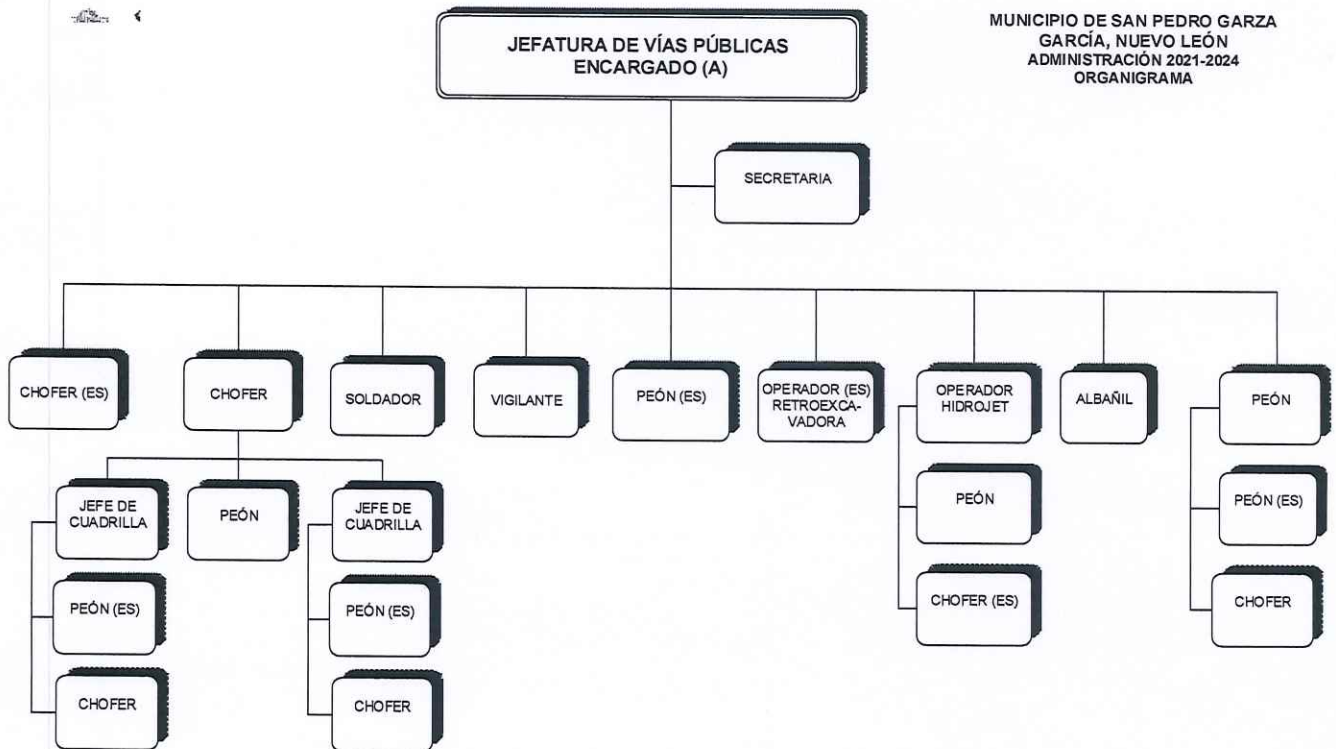 JEFATURA DE VÍAS PÚBLICAS
ENCARGADO (A)
MUNICIPIO DE SAN PEDRO GARZA
GARCÍA, NUEVO LEÓN
ADMINISTRACIÓN 2021-2024
ORGANIGRAMA
SECRETARIA
CHOFER (ES)
CHOFER
SOLDADOR
VIGILANTE
PEÓN (ES)
OPERADOR (ES)
RETROEXCA-
VADORA
OPERADOR
HIDROJET
ALBAÑIL
PEÓN
JEFE DE
CUADRILLA
PEÓN
JEFE DE
CUADRILLA
PEÓN
PEÓN (ES)
PEÓN (ES)
PEÓN (ES)
CHOFER (ES)
CHOFER
CHOFER
CHOFER